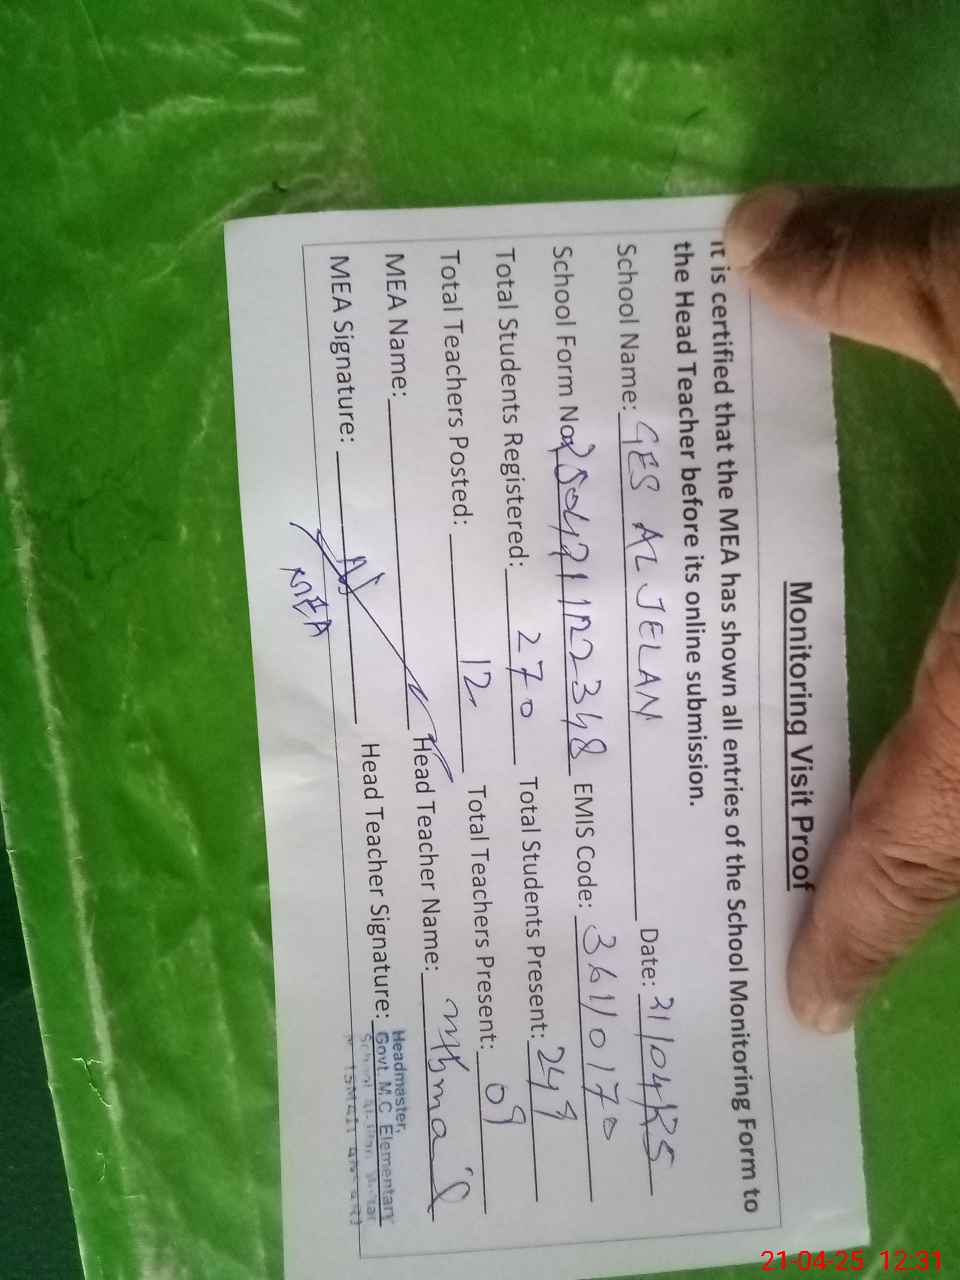 Monitoring Visit Proof
It is certified that the MEA has shown all entries of the School Monitoring Form to
the Head Teacher before its online submission.
School Name: GES AL JELAN Date: 21/04/25
School Form No: EMIS Code: 36110170
Total Students Registered: 270 Total Students Present: 249
Total Teachers Posted: 12 Total Teachers Present: 09
MEA Name: Head Teacher Name:
MEA Signature: Head Teacher Signature:
MEA
Headmaster,
Govt. M.C Elementary
School
21-04-25 12:31